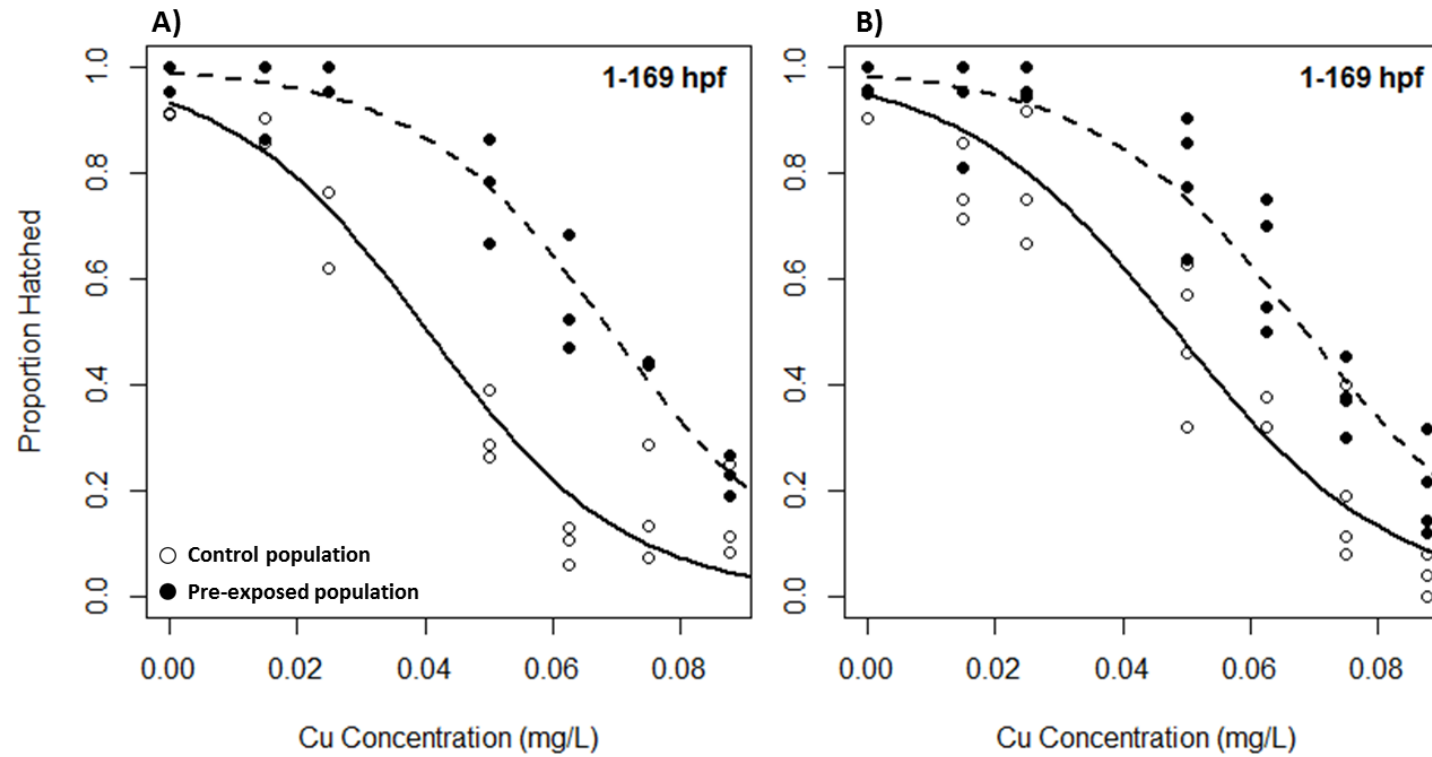 A)
1-169 hpf
Proportion Hatched
1.0
0.8
0.6
0.4
0.2
0.0
Control population
Pre-exposed population
0.00 0.02 0.04 0.06 0.08
Cu Concentration (mg/L)
B)
1-169 hpf
1.0
0.8
0.6
0.4
0.2
0.0
0.00 0.02 0.04 0.06 0.08
Cu Concentration (mg/L)